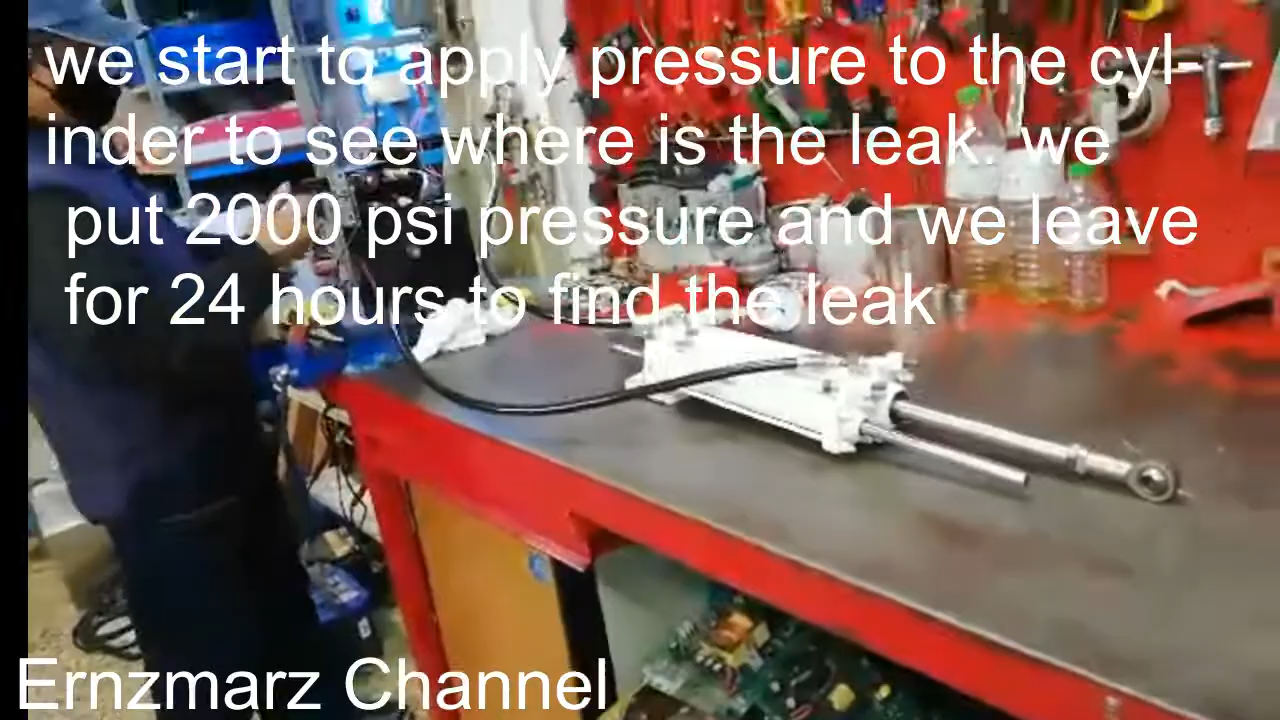 we start to apply pressure to the cyl-
inder to see where is the leak. we
put 2000 psi pressure and we leave
for 24 hours to find the leak
Ernzmarz Channel